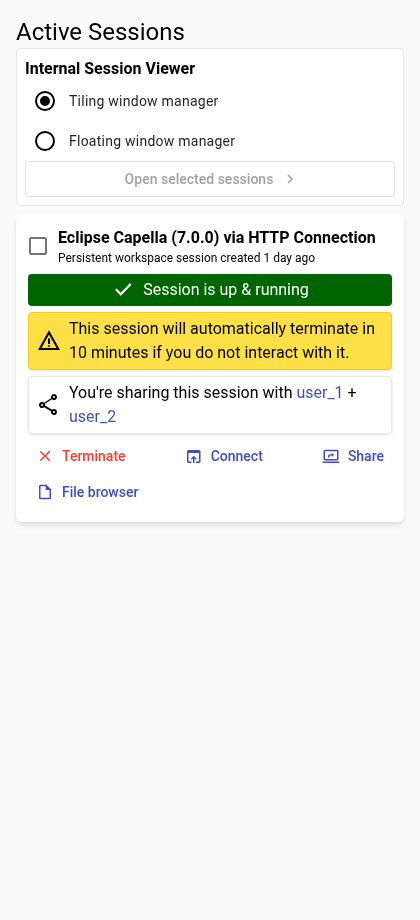 Active Sessions
Internal Session Viewer
Tiling window manager
Floating window manager
Open selected sessions
Eclipse Capella (7.0.0) via HTTP Connection
Persistent workspace session created 1 day ago
Session is up & running
This session will automatically terminate in
10 minutes if you do not interact with it.
You're sharing this session with user_1 +
user_2
Terminate Connect Share
File browser